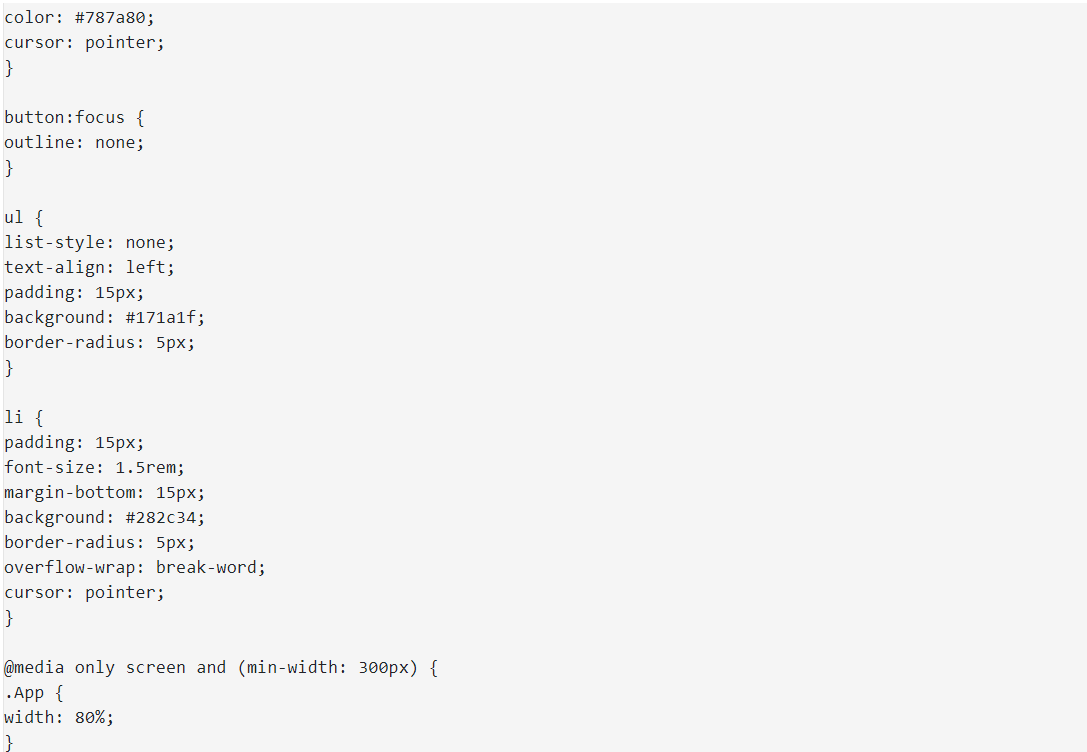 color: #787a80;
cursor: pointer;
}
button:focus {
outline: none;
}
ul {
list-style: none;
text-align: left;
padding: 15px;
background: #171a1f;
border-radius: 5px;
}
li {
padding: 15px;
font-size: 1.5rem;
margin-bottom: 15px;
background: #282c34;
border-radius: 5px;
overflow-wrap: break-word;
cursor: pointer;
}
@media only screen and (min-width: 300px) {
.App {
width: 80%;
}